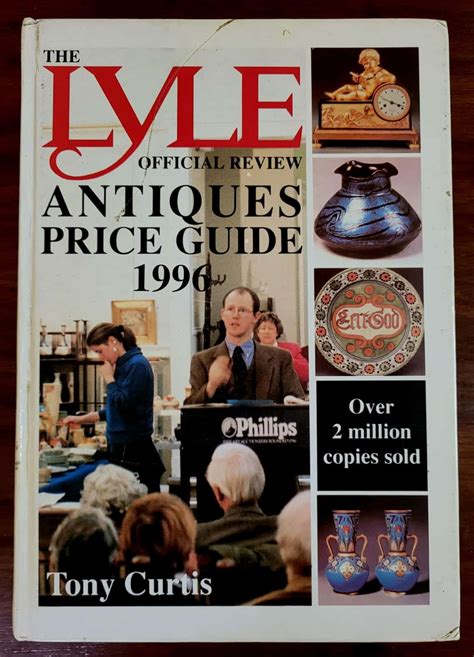 THE
LYLE
OFFICIAL REVIEW
ANTIQUES
PRICE GUIDE
1996
Phillips
Over
2 million
copies sold
Tony Curtis